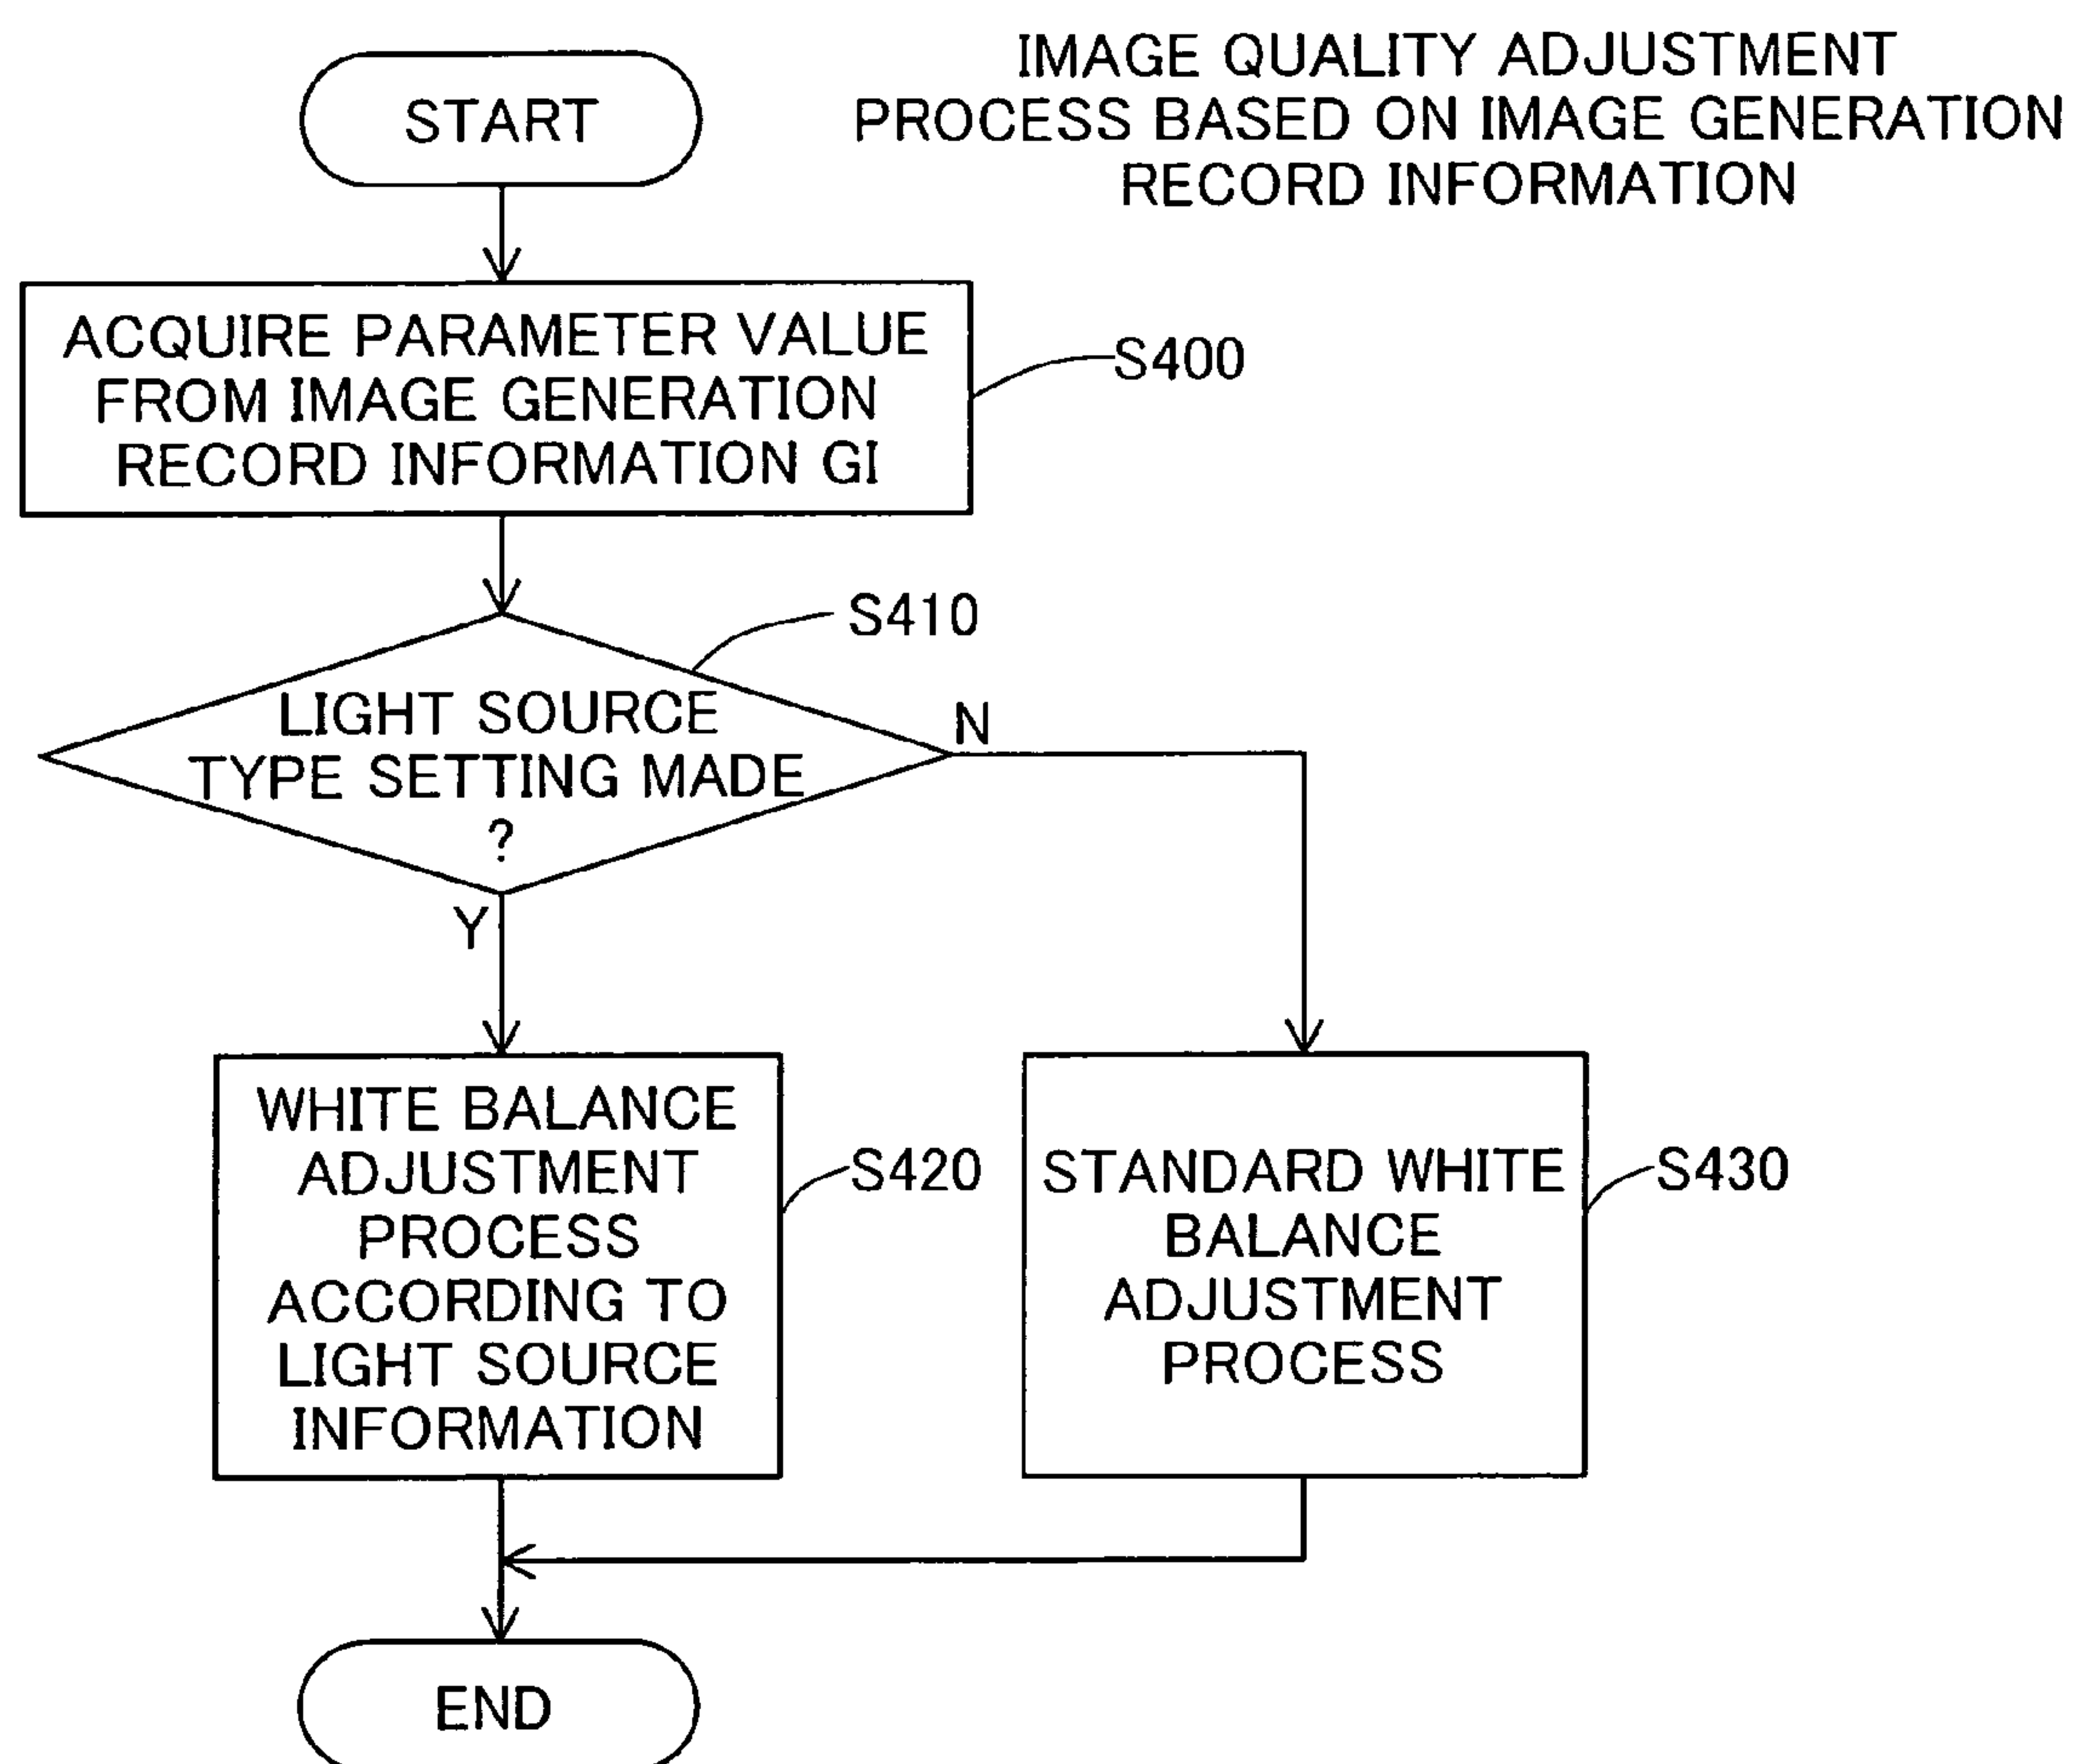 IMAGE QUALITY ADJUSTMENT
PROCESS BASED ON IMAGE GENERATION
RECORD INFORMATION
START
ACQUIRE PARAMETER VALUE
FROM IMAGE GENERATION
RECORD INFORMATION GI
S400
S410
LIGHT SOURCE
TYPE SETTING MADE
?
N
Y
WHITE BALANCE
ADJUSTMENT
PROCESS
ACCORDING TO
LIGHT SOURCE
INFORMATION
S420
STANDARD WHITE
BALANCE
ADJUSTMENT
PROCESS
S430
END